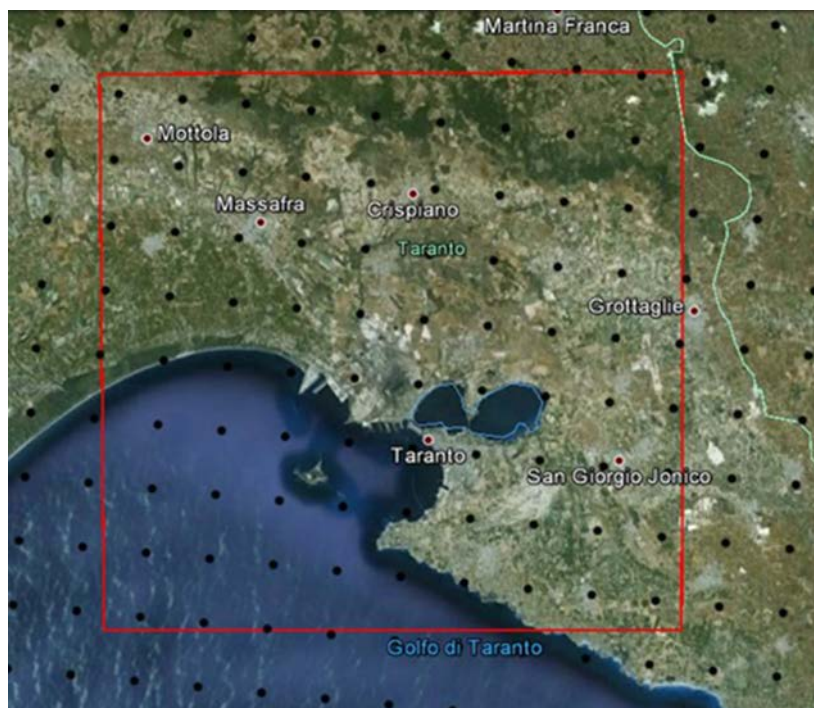 Martina Franca
Mottola
Massafra
Crispiano
Taranto
Grottaglie
Taranto
San Giorgio Jonico
Golfo di Taranto